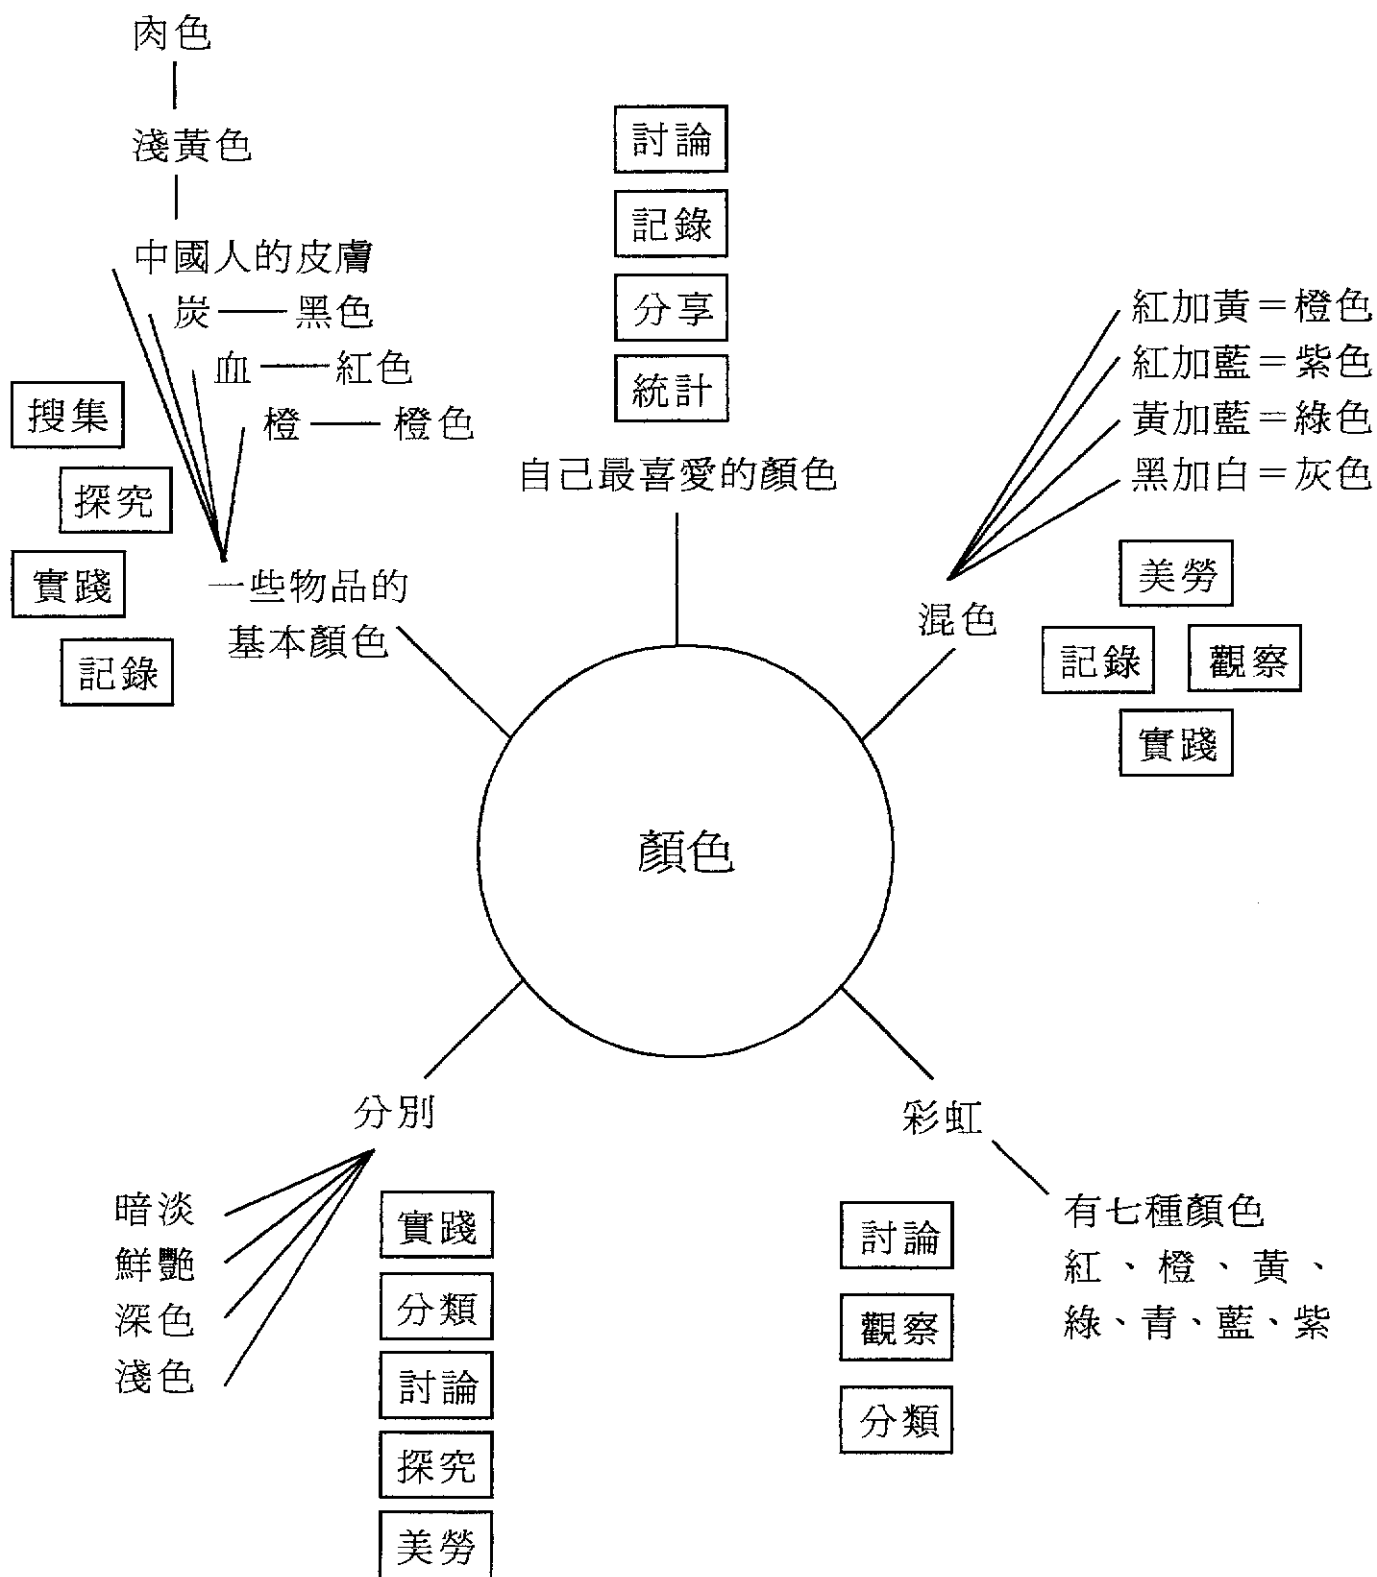 肉色
淺黃色
中國人的皮膚
炭——黑色
血——紅色
橙——橙色
搜集
探究
實踐
記錄
一些物品的
基本顏色
討論
記錄
分享
統計
自己最喜愛的顏色
紅加黃＝橙色
紅加藍＝紫色
黃加藍＝綠色
黑加白＝灰色
混色
美勞
記錄
觀察
實踐
顏色
分別
暗淡
鮮艷
深色
淺色
實踐
分類
討論
探究
美勞
彩虹
有七種顏色
紅、橙、黃、
綠、青、藍、紫
討論
觀察
分類